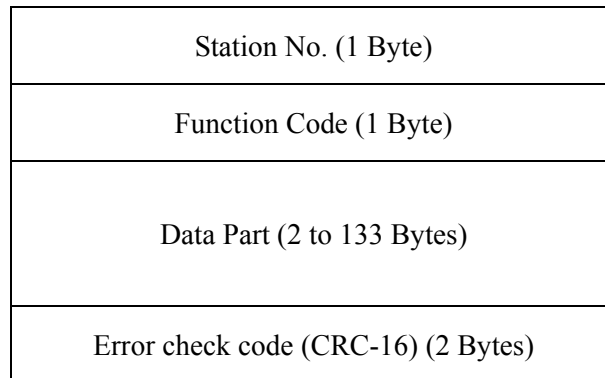 Station No. (1 Byte)
Function Code (1 Byte)
Data Part (2 to 133 Bytes)
Error check code (CRC-16) (2 Bytes)